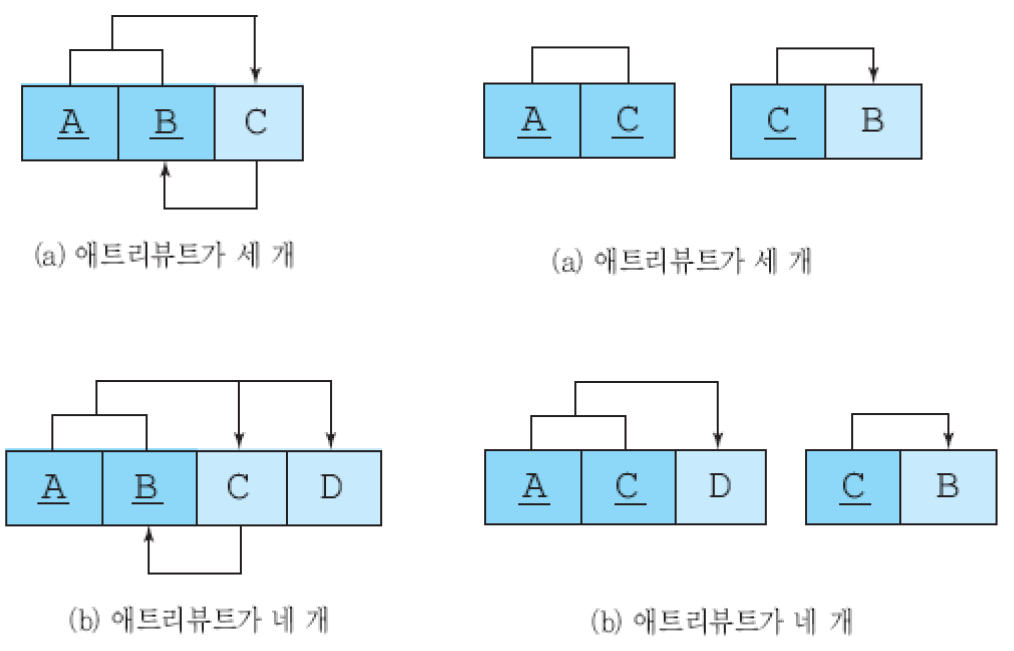 A B C
A C
C B
(a) 애트리뷰트가 세 개
(a) 애트리뷰트가 세 개
A B C D
A C D
C B
(b) 애트리뷰트가 네 개
(b) 애트리뷰트가 네 개